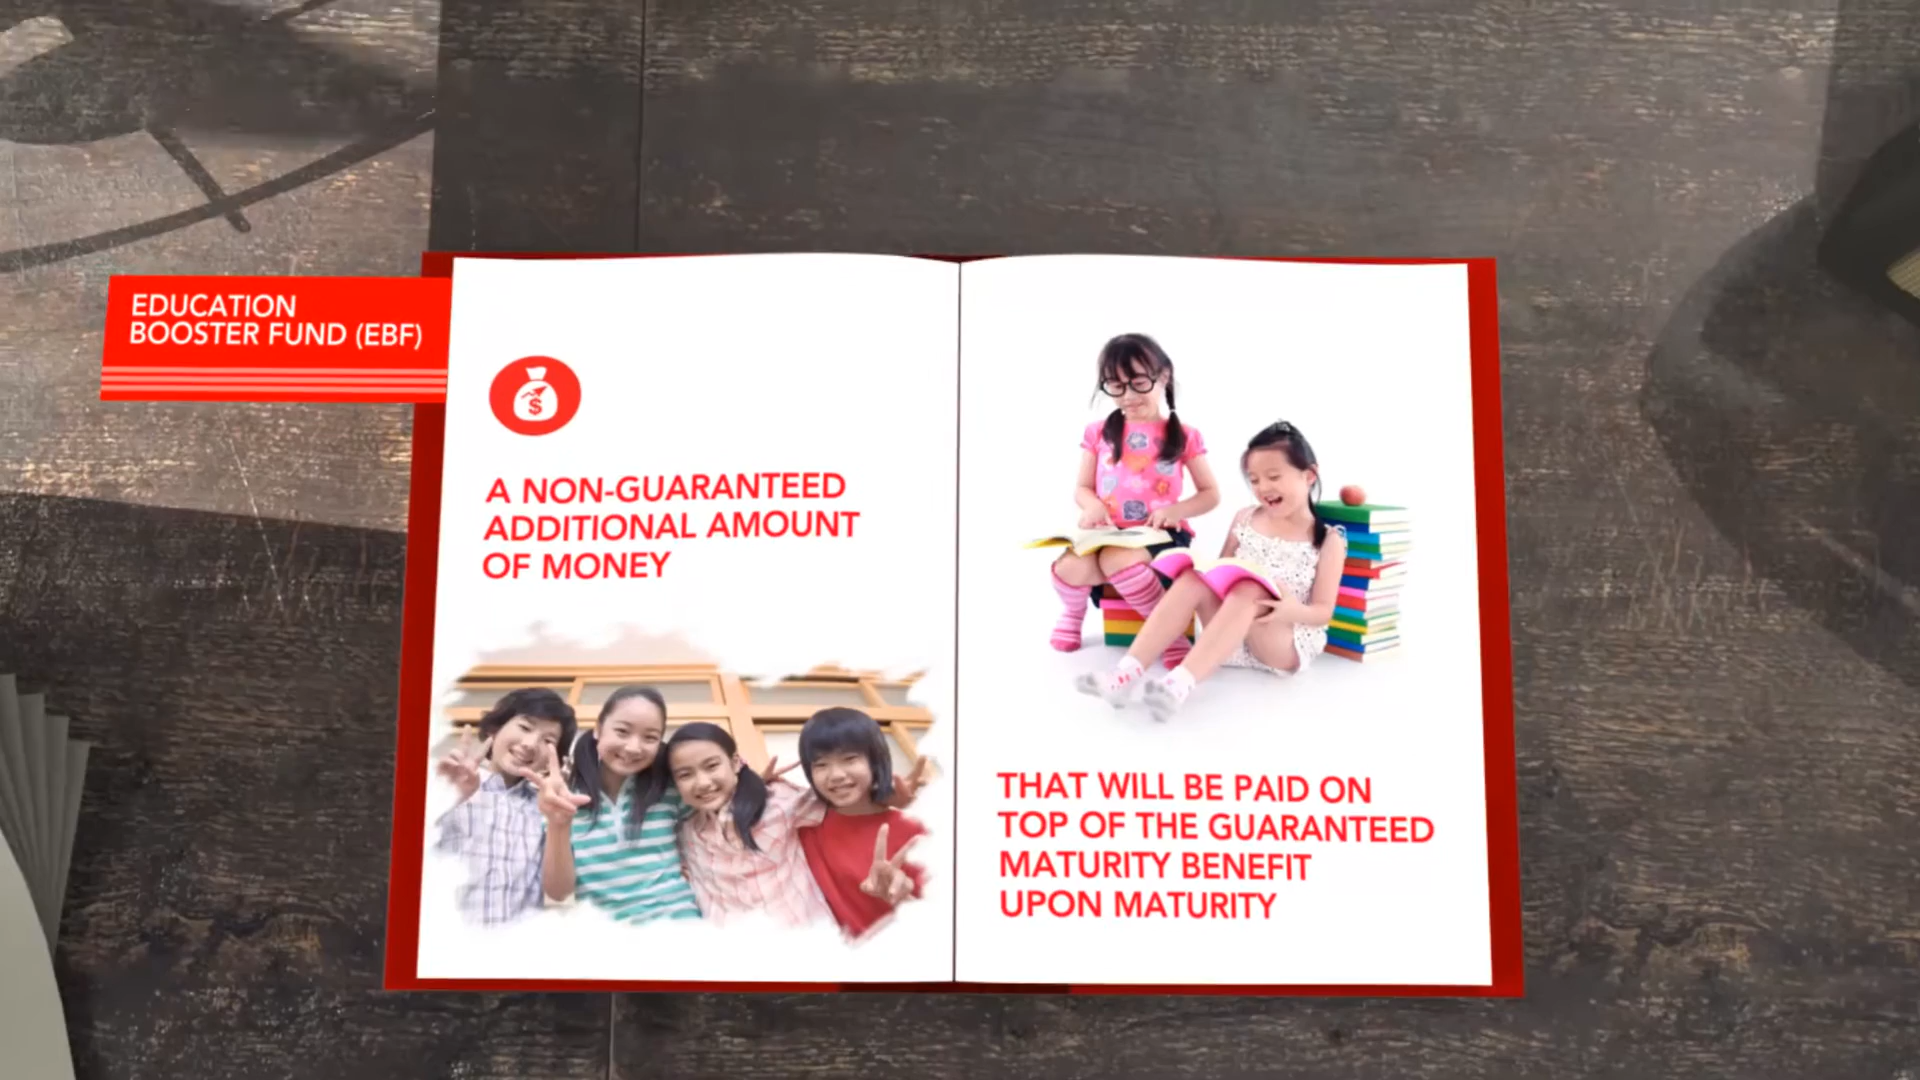 EDUCATION
BOOSTER FUND (EBF)
$
A NON-GUARANTEED
ADDITIONAL AMOUNT
OF MONEY
THAT WILL BE PAID ON
TOP OF THE GUARANTEED
MATURITY BENEFIT
UPON MATURITY